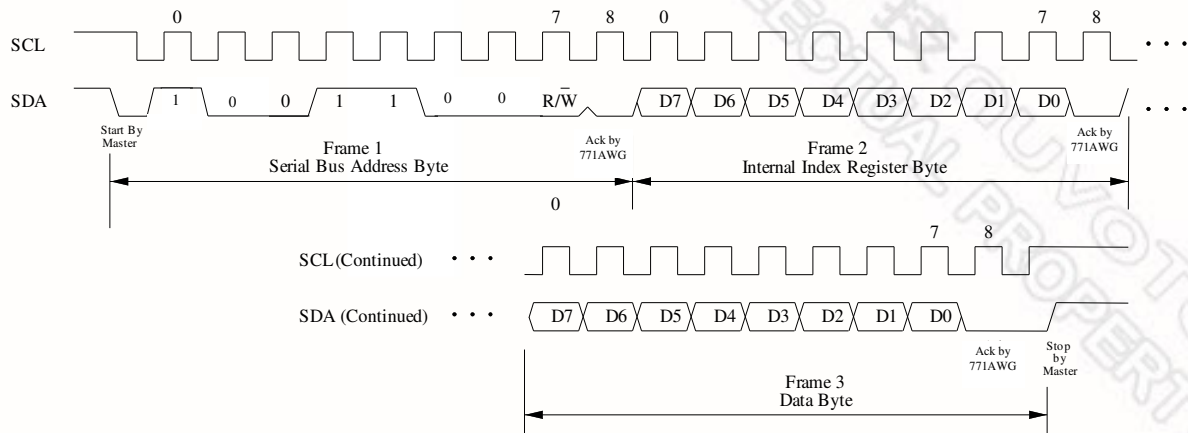 0 7 8 0 7 8
SCL • • •
SDA 1 0 0 1 1 0 0 R/W̅ D7 D6 D5 D4 D3 D2 D1 D0 • • •
Start By
Master
Ack by
771AWG
Ack by
771AWG
Frame 1
Serial Bus Address Byte
Frame 2
Internal Index Register Byte
0
7 8
SCL (Continued) • • •
SDA (Continued) • • • D7 D6 D5 D4 D3 D2 D1 D0
Ack by
771AWG
Stop
by
Master
Frame 3
Data Byte